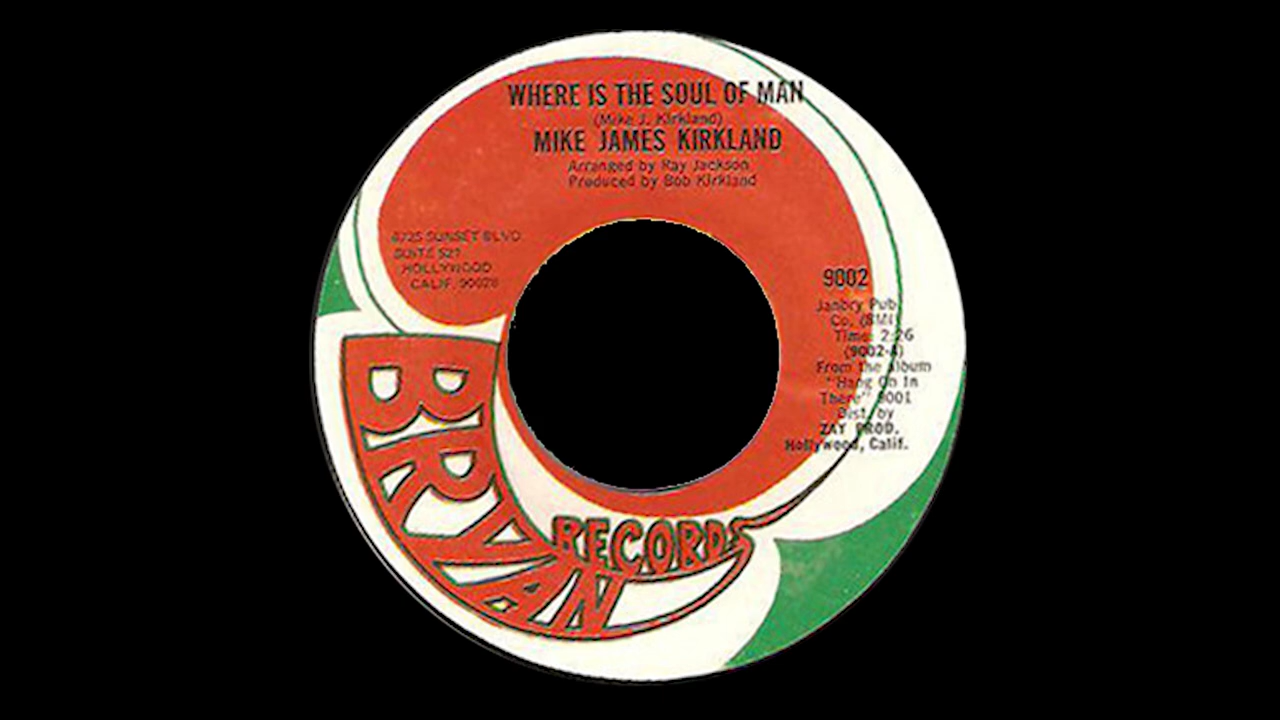 WHERE IS THE SOUL OF MAN
(Mike J. Kirkland)
MIKE JAMES KIRKLAND
Arranged by Ray Jackson
Produced by Bob Kirkland
SUNSET BLVD.
SUITE 527
HOLLYWOOD
CALIF. 90028
9002
Janbry Pub.
Co. (BMI)
Time: 2:26
(9002-A)
From the album
"Hang On In
There" 9001
Dist. by
ZAY PROD.
Hollywood, Calif.
BRYAN
RECORDS